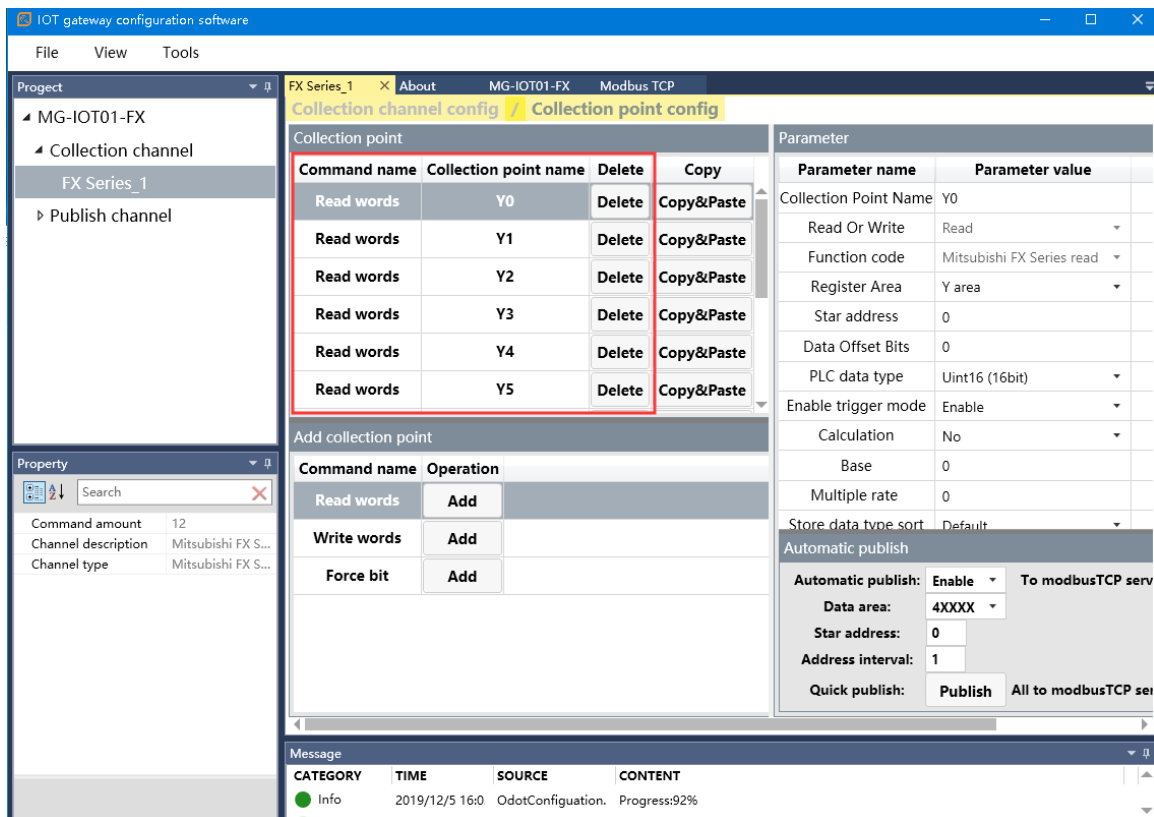 IOT gateway configuration software
File View Tools
Progect
MG-IOT01-FX
Collection channel
FX Series_1
Publish channel
Property
Search
Command amount 12
Channel description Mitsubishi FX S...
Channel type Mitsubishi FX S...
FX Series_1 About MG-IOT01-FX Modbus TCP
Collection channel config / Collection point config
Collection point
Command name Collection point name Delete Copy
Read words Y0 Delete Copy&Paste
Read words Y1 Delete Copy&Paste
Read words Y2 Delete Copy&Paste
Read words Y3 Delete Copy&Paste
Read words Y4 Delete Copy&Paste
Read words Y5 Delete Copy&Paste
Add collection point
Command name Operation
Read words Add
Write words Add
Force bit Add
Parameter
Parameter name Parameter value
Collection Point Name Y0
Read Or Write Read
Function code Mitsubishi FX Series read
Register Area Y area
Star address 0
Data Offset Bits 0
PLC data type Uint16 (16bit)
Enable trigger mode Enable
Calculation No
Base 0
Multiple rate 0
Store data type sort Default
Automatic publish
Automatic publish: Enable To modbusTCP serv
Data area: 4XXXX
Star address: 0
Address interval: 1
Quick publish: Publish All to modbusTCP ser
Message
CATEGORY TIME SOURCE CONTENT
Info 2019/12/5 16:0 OdotConfiguation. Progress:92%